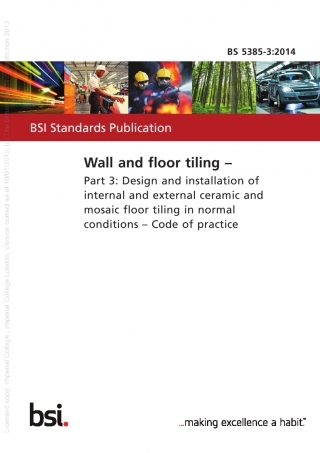 BS 5385-3:2014
BSI Standards Publication
Wall and floor tiling –
Part 3: Design and installation of
internal and external ceramic and
mosaic floor tiling in normal
conditions – Code of practice
bsi.
...making excellence a habit.™
Licensed copy: Imperial College , Imperial College London, Version correct as of